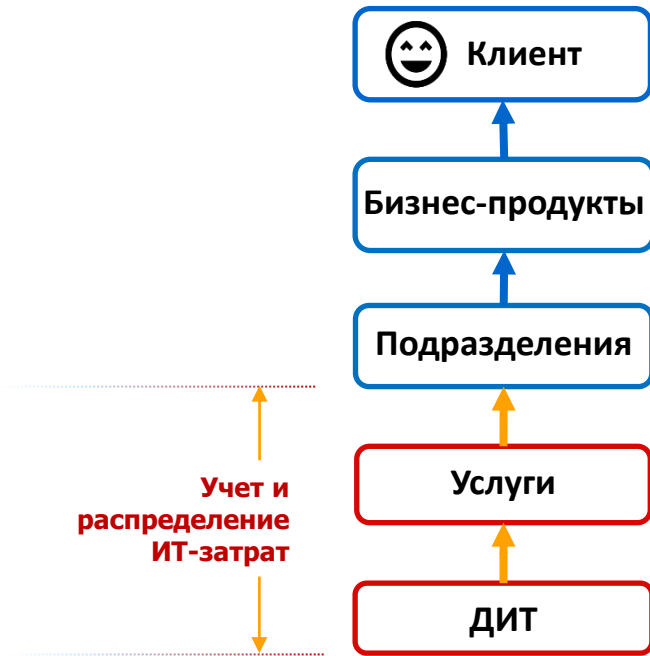 Клиент
Бизнес-продукты
Подразделения
Услуги
Учет и
распределение
ИТ-затрат
ДИТ